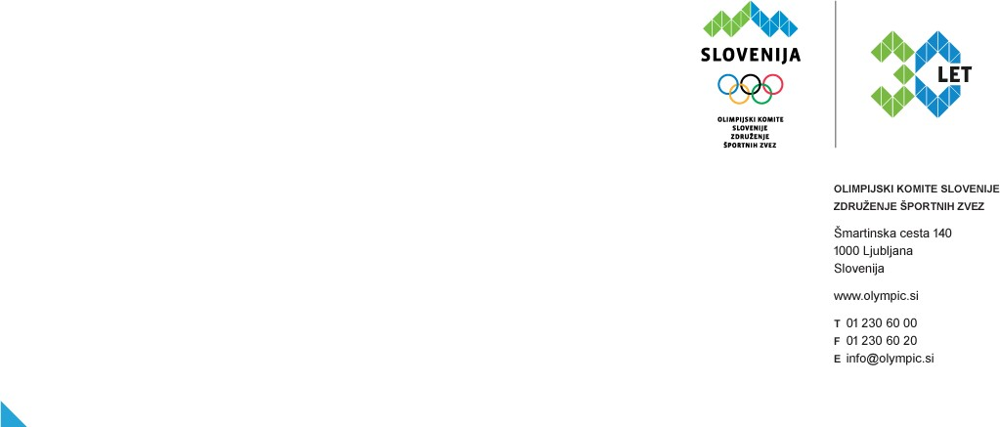 SLOVENIJA
OLIMPIJSKI KOMITE
SLOVENIJE
ZDRUŽENJE
ŠPORTNIH ZVEZ
30 LET
OLIMPIJSKI KOMITE SLOVENIJE
ZDRUŽENJE ŠPORTNIH ZVEZ
Šmartinska cesta 140
1000 Ljubljana
Slovenija
www.olympic.si
T 01 230 60 00
F 01 230 60 20
E info@olympic.si